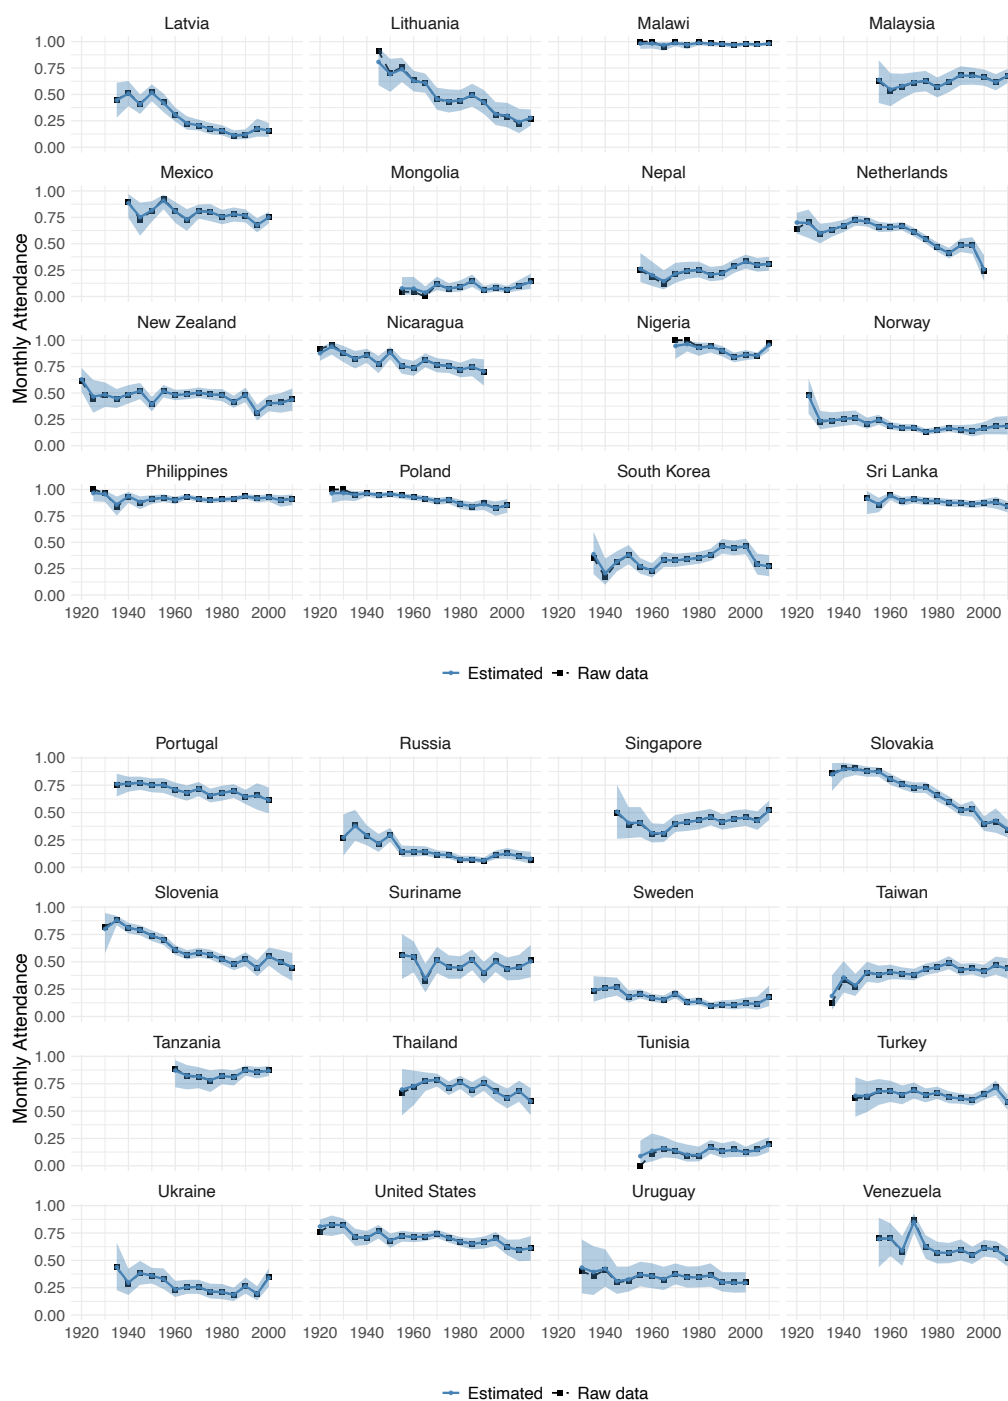 Latvia Lithuania Malawi Malaysia
1.00
0.75
0.50
0.25
0.00
Mexico Mongolia Nepal Netherlands
1.00
0.75
0.50
0.25
0.00
Monthly Attendance
New Zealand Nicaragua Nigeria Norway
1.00
0.75
0.50
0.25
0.00
Philippines Poland South Korea Sri Lanka
1.00
0.75
0.50
0.25
0.00
1920 1940 1960 1980 2000 1920 1940 1960 1980 2000 1920 1940 1960 1980 2000 1920 1940 1960 1980 2000
Estimated Raw data
Portugal Russia Singapore Slovakia
1.00
0.75
0.50
0.25
0.00
Slovenia Suriname Sweden Taiwan
1.00
0.75
0.50
0.25
0.00
Monthly Attendance
Tanzania Thailand Tunisia Turkey
1.00
0.75
0.50
0.25
0.00
Ukraine United States Uruguay Venezuela
1.00
0.75
0.50
0.25
0.00
1920 1940 1960 1980 2000 1920 1940 1960 1980 2000 1920 1940 1960 1980 2000 1920 1940 1960 1980 2000
Estimated Raw data